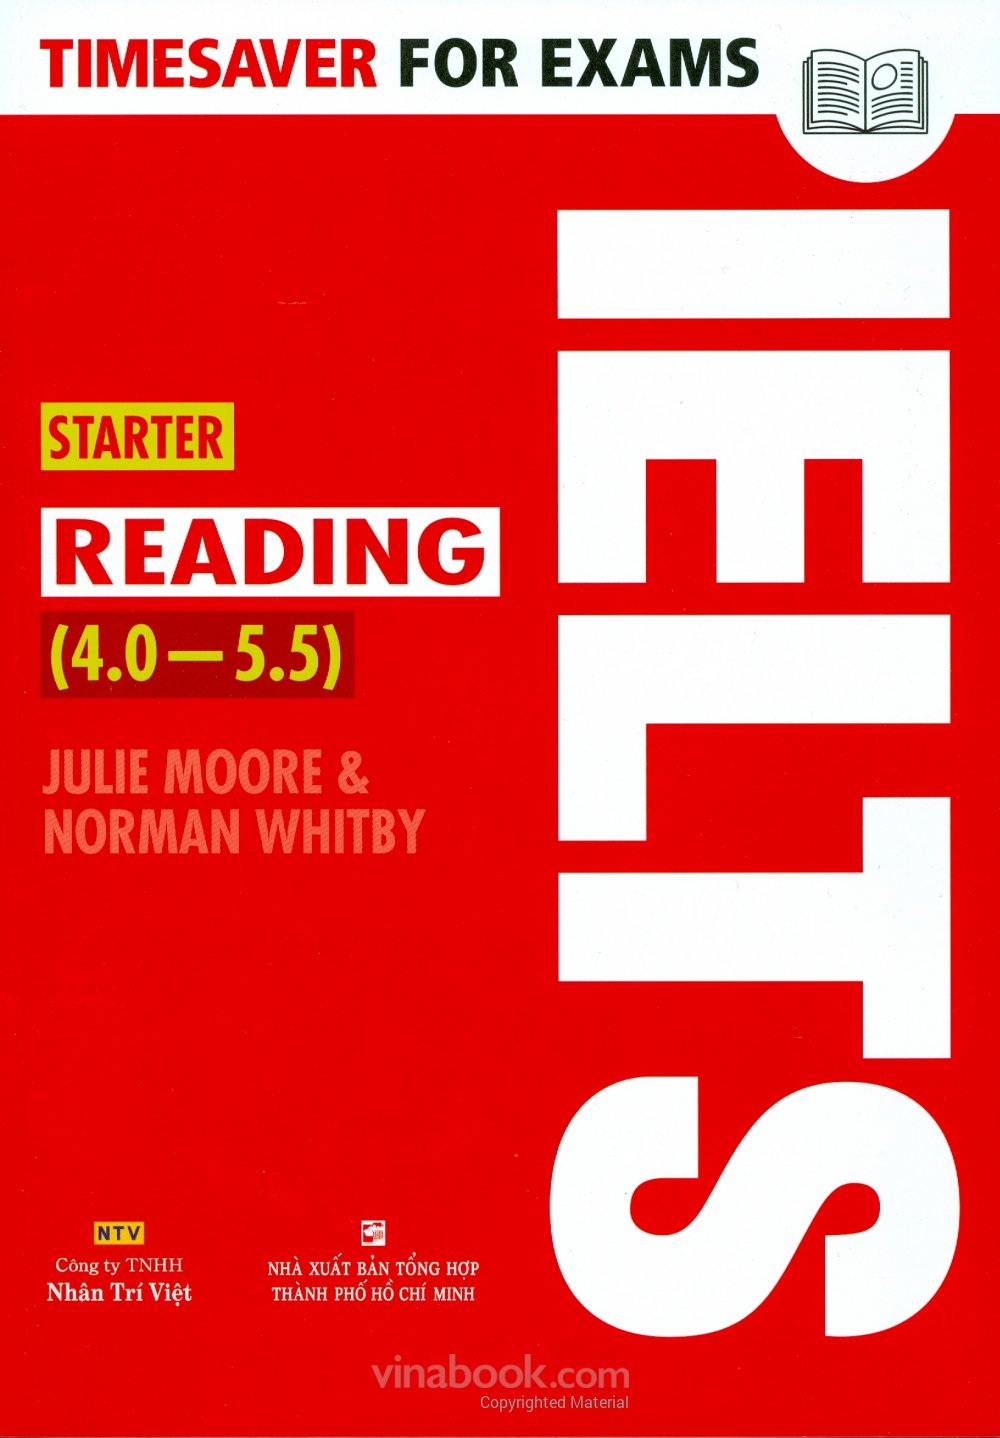 TIMESAVER FOR EXAMS
IELTS
STARTER
READING
(4.0—5.5)
JULIE MOORE &
NORMAN WHITBY
NTV
Công ty TNHH
Nhân Trí Việt
NHÀ XUẤT BẢN TỔNG HỢP
THÀNH PHỐ HỒ CHÍ MINH
vinabook.com
Copyrighted Material